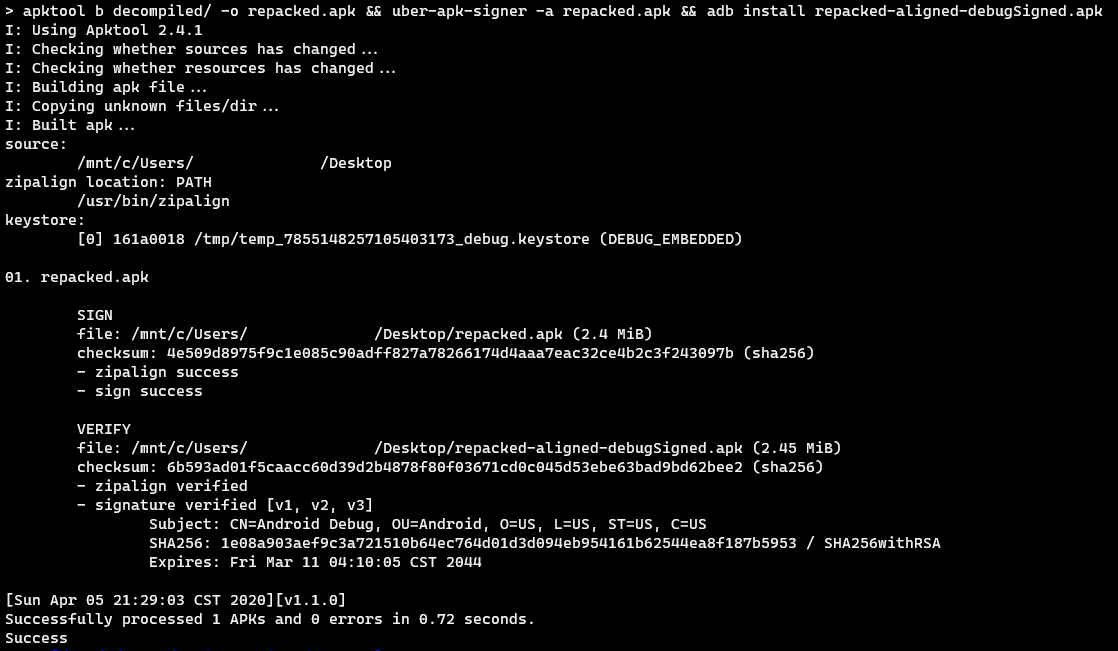 > apktool b decompiled/ -o repacked.apk && uber-apk-signer -a repacked.apk && adb install repacked-aligned-debugSigned.apk
I: Using Apktool 2.4.1
I: Checking whether sources has changed...
I: Checking whether resources has changed...
I: Building apk file...
I: Copying unknown files/dir...
I: Built apk...
source:
/mnt/c/Users/ /Desktop
zipalign location: PATH
/usr/bin/zipalign
keystore:
[0] 161a0018 /tmp/temp_7855148257105403173_debug.keystore (DEBUG_EMBEDDED)
01. repacked.apk
SIGN
file: /mnt/c/Users/ /Desktop/repacked.apk (2.4 MiB)
checksum: 4e509d8975f9c1e085c90adff827a78266174d4aaa7eac32ce4b2c3f243097b (sha256)
- zipalign success
- sign success
VERIFY
file: /mnt/c/Users/ /Desktop/repacked-aligned-debugSigned.apk (2.45 MiB)
checksum: 6b593ad01f5caacc60d39d2b4878f80f03671cd0c045d53ebe63bad9bd62bee2 (sha256)
- zipalign verified
- signature verified [v1, v2, v3]
Subject: CN=Android Debug, OU=Android, O=US, L=US, ST=US, C=US
SHA256: 1e08a903aef9c3a721510b64ec764d01d3d094eb954161b62544ea8f187b5953 / SHA256withRSA
Expires: Fri Mar 11 04:10:05 CST 2044
[Sun Apr 05 21:29:03 CST 2020][v1.1.0]
Successfully processed 1 APKs and 0 errors in 0.72 seconds.
Success